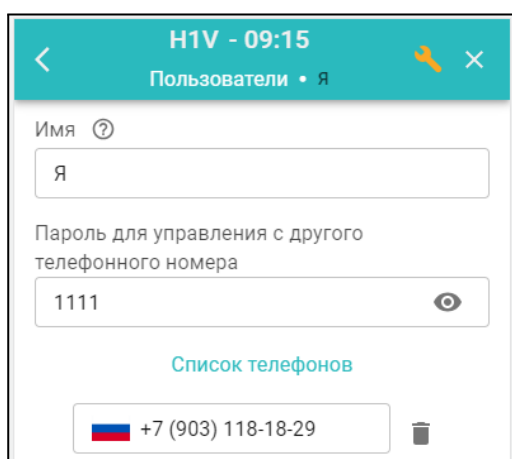 H1V - 09:15
Пользователи • Я
Имя ?
Я
Пароль для управления с другого
телефонного номера
1111
Список телефонов
+7 (903) 118-18-29